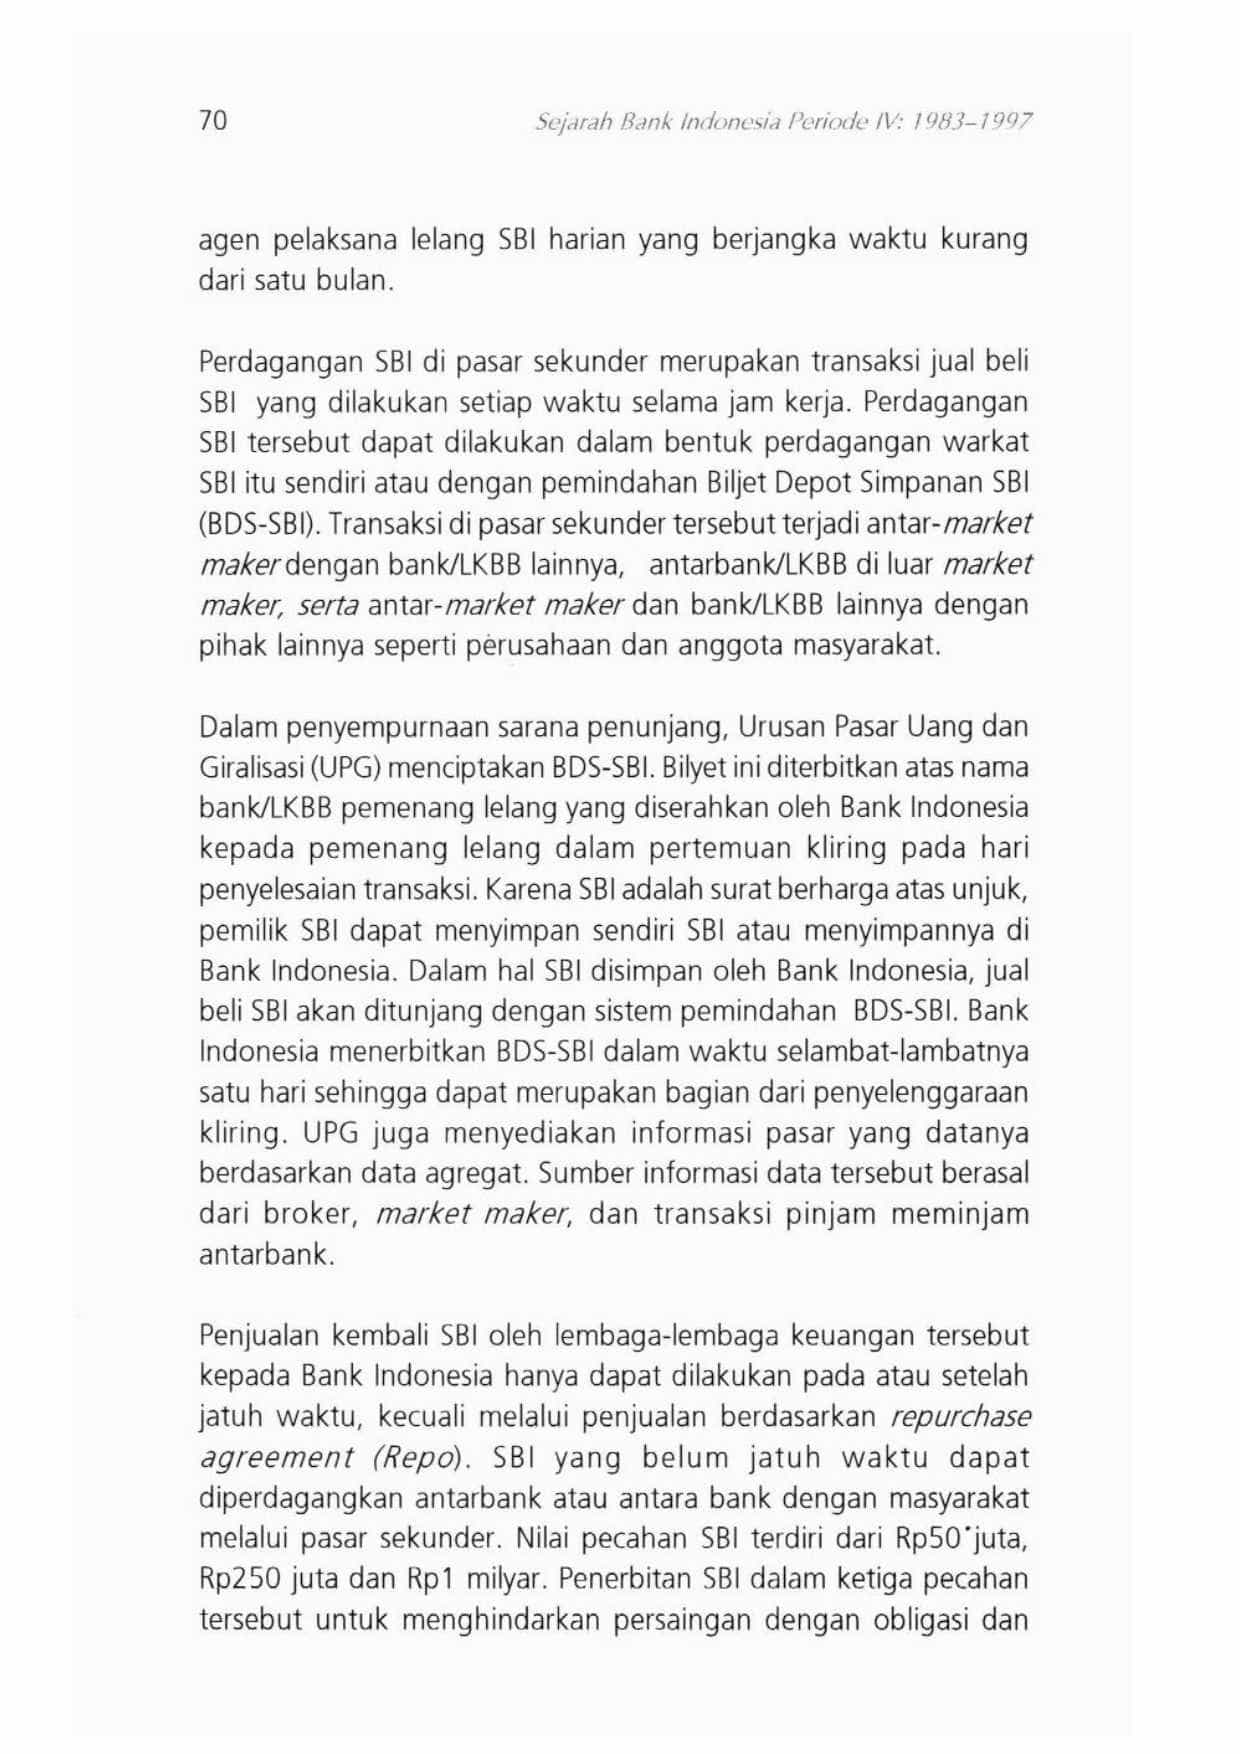 70
Sejarah Bank Indonesia Periode IV: 1983–1997
agen pelaksana lelang SBI harian yang berjangka waktu kurang
dari satu bulan.
Perdagangan SBI di pasar sekunder merupakan transaksi jual beli
SBI yang dilakukan setiap waktu selama jam kerja. Perdagangan
SBI tersebut dapat dilakukan dalam bentuk perdagangan warkat
SBI itu sendiri atau dengan pemindahan Biljet Depot Simpanan SBI
(BDS-SBI). Transaksi di pasar sekunder tersebut terjadi antar-market
maker dengan bank/LKBB lainnya, antarbank/LKBB di luar market
maker, serta antar-market maker dan bank/LKBB lainnya dengan
pihak lainnya seperti perusahaan dan anggota masyarakat.
Dalam penyempurnaan sarana penunjang, Urusan Pasar Uang dan
Giralisasi (UPG) menciptakan BDS-SBI. Bilyet ini diterbitkan atas nama
bank/LKBB pemenang lelang yang diserahkan oleh Bank Indonesia
kepada pemenang lelang dalam pertemuan kliring pada hari
penyelesaian transaksi. Karena SBI adalah surat berharga atas unjuk,
pemilik SBI dapat menyimpan sendiri SBI atau menyimpannya di
Bank Indonesia. Dalam hal SBI disimpan oleh Bank Indonesia, jual
beli SBI akan ditunjang dengan sistem pemindahan BDS-SBI. Bank
Indonesia menerbitkan BDS-SBI dalam waktu selambat-lambatnya
satu hari sehingga dapat merupakan bagian dari penyelenggaraan
kliring. UPG juga menyediakan informasi pasar yang datanya
berdasarkan data agregat. Sumber informasi data tersebut berasal
dari broker, market maker, dan transaksi pinjam meminjam
antarbank.
Penjualan kembali SBI oleh lembaga-lembaga keuangan tersebut
kepada Bank Indonesia hanya dapat dilakukan pada atau setelah
jatuh waktu, kecuali melalui penjualan berdasarkan repurchase
agreement (Repo). SBI yang belum jatuh waktu dapat
diperdagangkan antarbank atau antara bank dengan masyarakat
melalui pasar sekunder. Nilai pecahan SBI terdiri dari Rp50 juta,
Rp250 juta dan Rp1 milyar. Penerbitan SBI dalam ketiga pecahan
tersebut untuk menghindarkan persaingan dengan obligasi dan